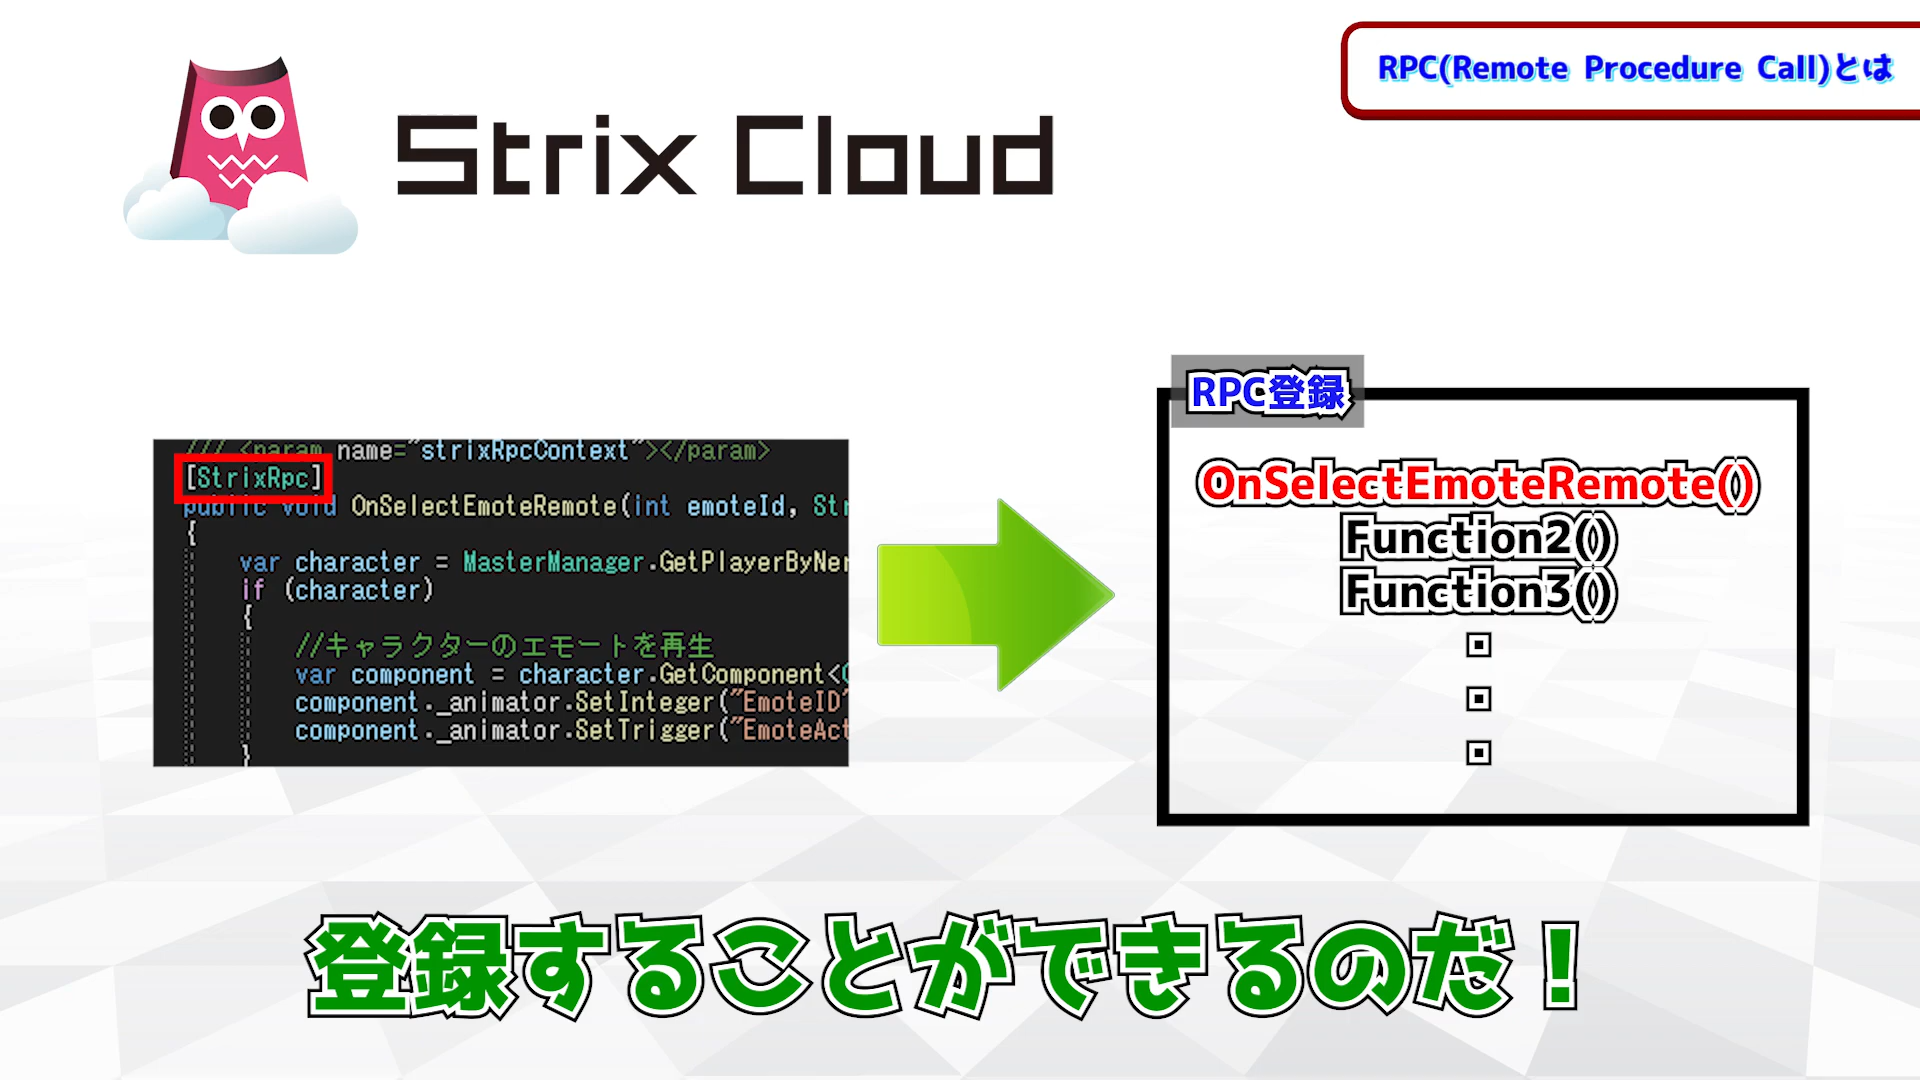 RPC(Remote Procedure Call)とは
Strix Cloud
/// <param name="strixRpcContext"></param>
[StrixRpc]
public void OnSelectEmoteRemote(int emoteId, Str
{
var character = MasterManager.GetPlayerByNer
if (character)
{
//キャラクターのエモートを再生
var component = character.GetComponent<
component._animator.SetInteger("EmoteID"
component._animator.SetTrigger("EmoteAct
}
RPC登録
OnSelectEmoteRemote()
Function2()
Function3()
・
・
・
登録することができるのだ！